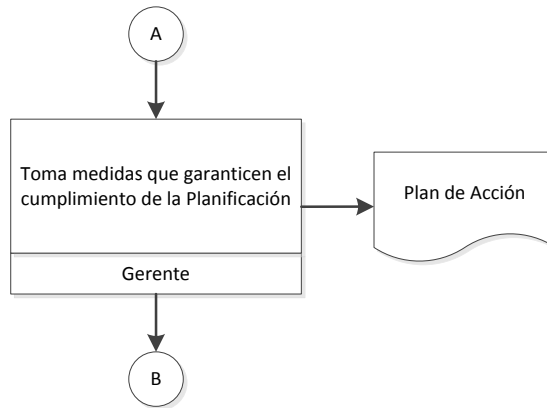 A
Toma medidas que garanticen el
cumplimiento de la Planificación
Plan de Acción
Gerente
B